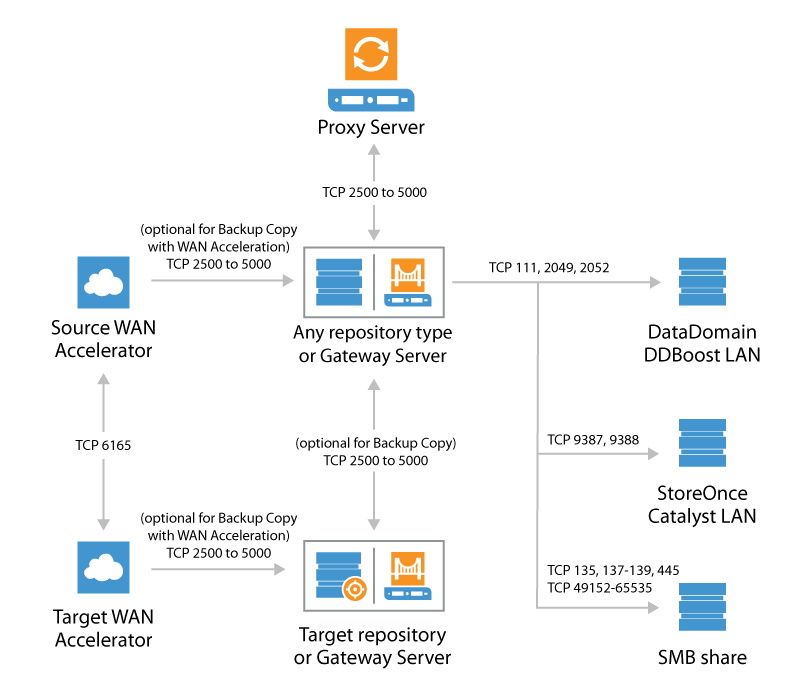 Proxy Server
TCP 2500 to 5000
(optional for Backup Copy
with WAN Acceleration)
TCP 2500 to 5000
TCP 111, 2049, 2052
Source WAN
Accelerator
Any repository type
or Gateway Server
DataDomain
DDBoost LAN
TCP 6165
(optional for Backup Copy)
TCP 2500 to 5000
TCP 9387, 9388
StoreOnce
Catalyst LAN
(optional for Backup Copy
with WAN Acceleration)
TCP 2500 to 5000
TCP 135, 137-139, 445
TCP 49152-65535
Target WAN
Accelerator
Target repository
or Gateway Server
SMB share